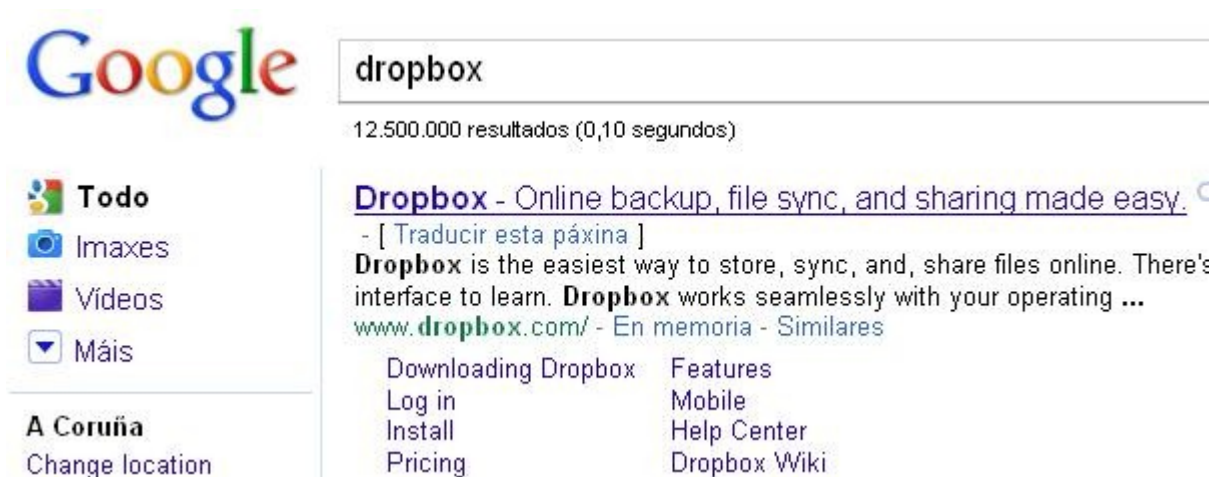 Google
dropbox
12.500.000 resultados (0,10 segundos)
Todo
Imaxes
Vídeos
Máis
A Coruña
Change location
Dropbox - Online backup, file sync, and sharing made easy.
- [ Traducir esta páxina ]
Dropbox is the easiest way to store, sync, and, share files online. There's
interface to learn. Dropbox works seamlessly with your operating ...
www.dropbox.com/ - En memoria - Similares
Downloading Dropbox Features
Log in Mobile
Install Help Center
Pricing Dropbox Wiki